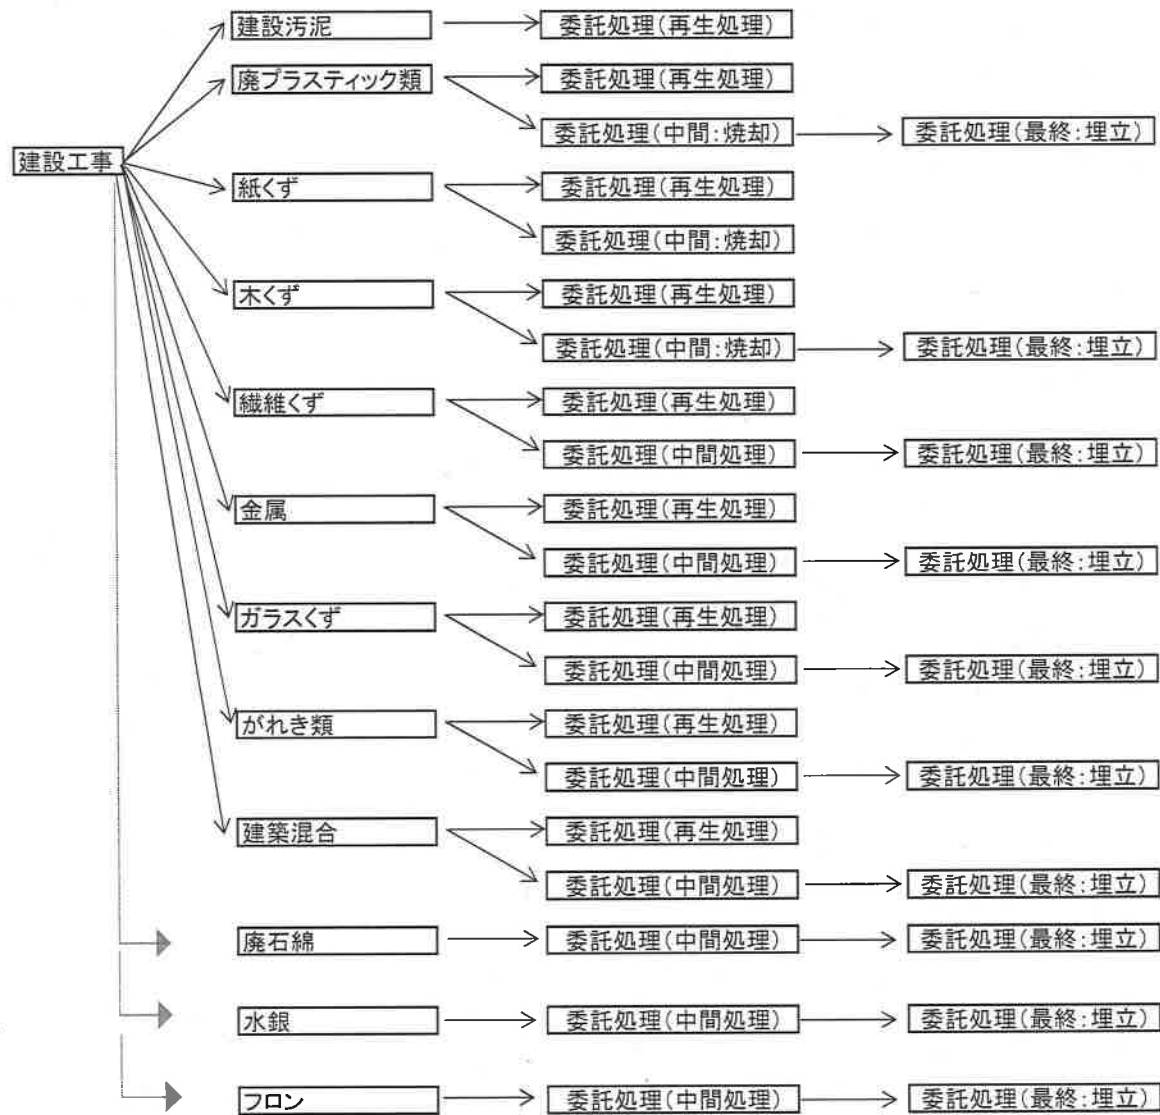 建設汚泥 委託処理(再生処理)
廃プラスティック類 委託処理(再生処理)
委託処理(中間:焼却) 委託処理(最終:埋立)
建設工事
紙くず 委託処理(再生処理)
委託処理(中間:焼却)
木くず 委託処理(再生処理)
委託処理(中間:焼却) 委託処理(最終:埋立)
繊維くず 委託処理(再生処理)
委託処理(中間処理) 委託処理(最終:埋立)
金属 委託処理(再生処理)
委託処理(中間処理) 委託処理(最終:埋立)
ガラスくず 委託処理(再生処理)
委託処理(中間処理) 委託処理(最終:埋立)
がれき類 委託処理(再生処理)
委託処理(中間処理) 委託処理(最終:埋立)
建築混合 委託処理(再生処理)
委託処理(中間処理) 委託処理(最終:埋立)
廃石綿 委託処理(中間処理) 委託処理(最終:埋立)
水銀 委託処理(中間処理) 委託処理(最終:埋立)
フロン 委託処理(中間処理) 委託処理(最終:埋立)